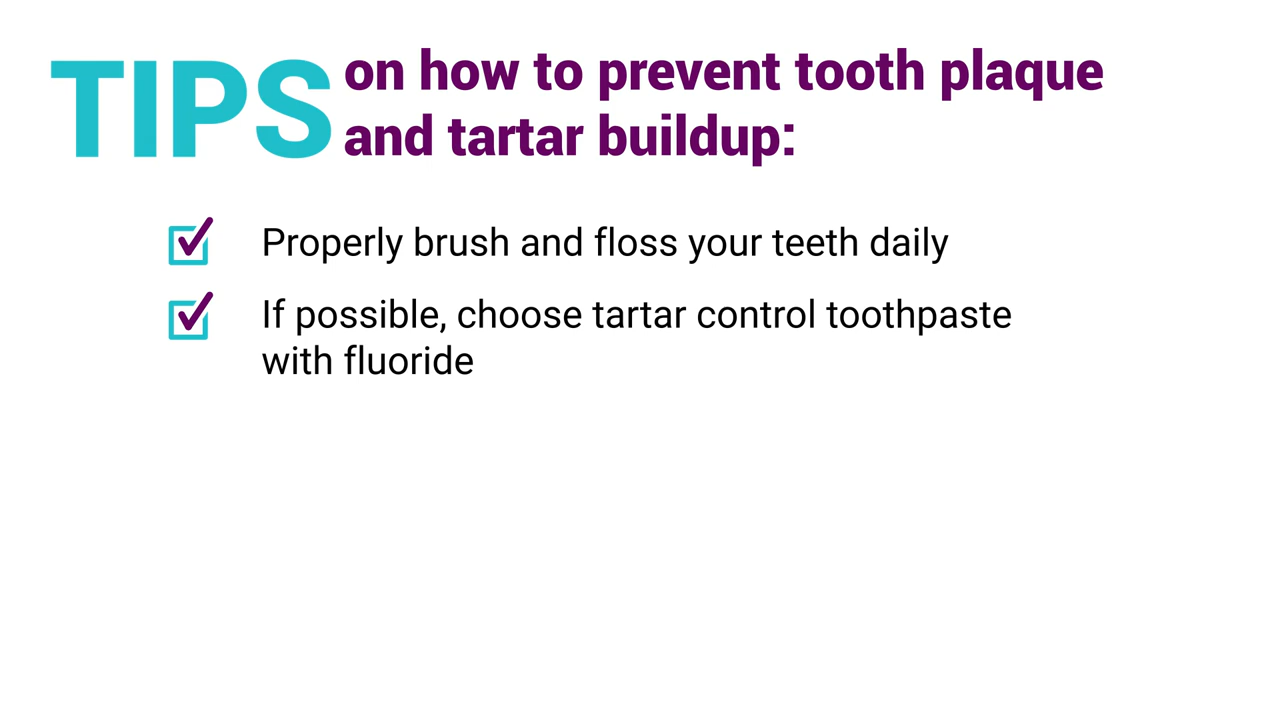 TIPS on how to prevent tooth plaque
and tartar buildup:
Properly brush and floss your teeth daily
If possible, choose tartar control toothpaste
with fluoride